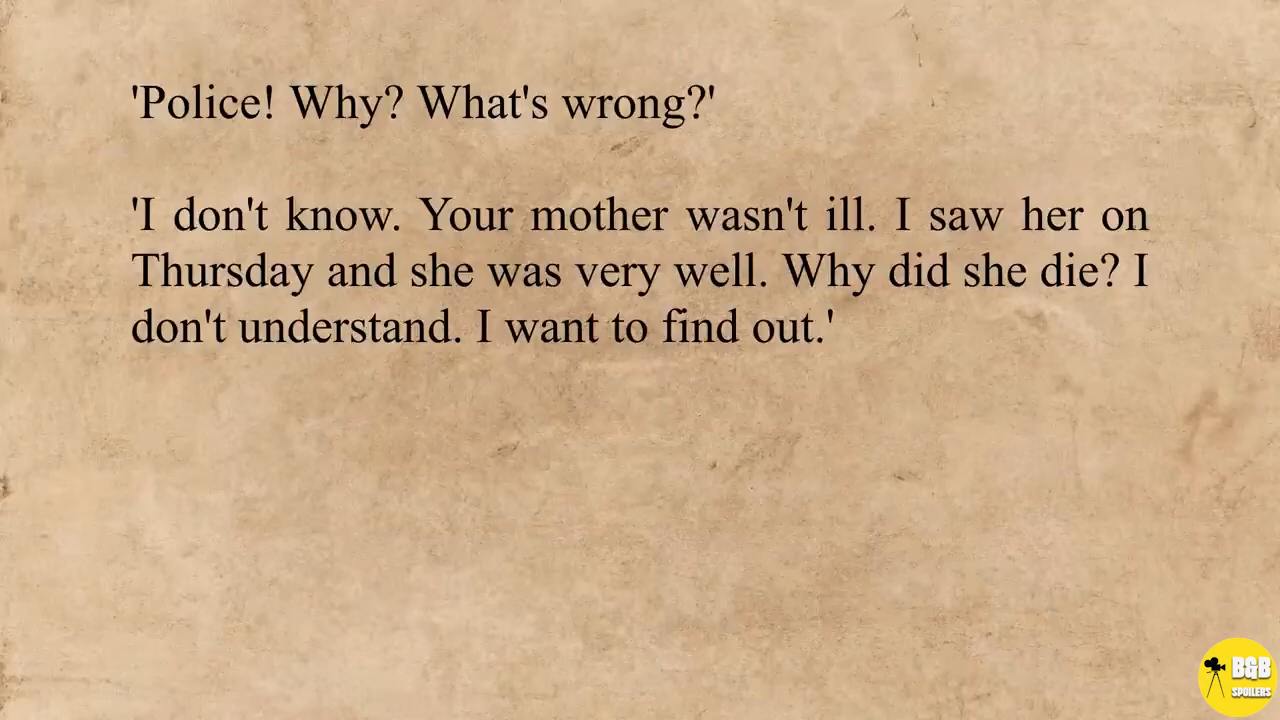 'Police! Why? What's wrong?'
'I don't know. Your mother wasn't ill. I saw her on
Thursday and she was very well. Why did she die? I
don't understand. I want to find out.'
B&B
SPOILERS